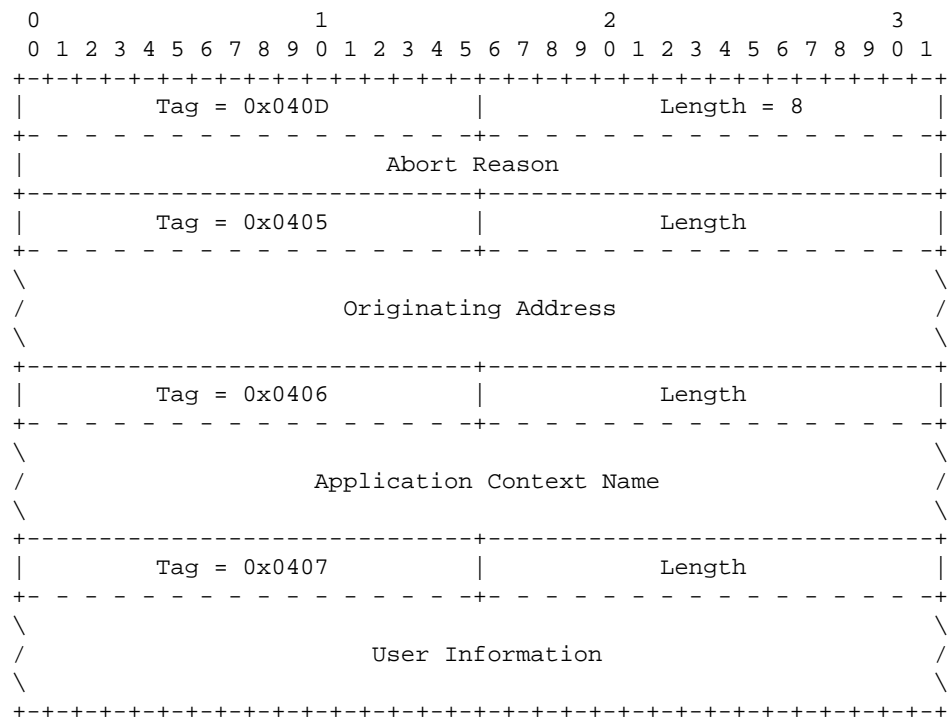 0                   1                   2                   3
 0 1 2 3 4 5 6 7 8 9 0 1 2 3 4 5 6 7 8 9 0 1 2 3 4 5 6 7 8 9 0 1
+-+-+-+-+-+-+-+-+-+-+-+-+-+-+-+-+-+-+-+-+-+-+-+-+-+-+-+-+-+-+-+-+
|         Tag = 0x040D          |            Length = 8         |
+- - - - - - - - - - - - - - - -+- - - - - - - - - - - - - - - -+
|                         Abort Reason                          |
+-------------------------------+-------------------------------+
|         Tag = 0x0405          |            Length             |
+- - - - - - - - - - - - - - - -+- - - - - - - - - - - - - - - -+
\                                                               \
/                      Originating Address                      /
\                                                               \
+-------------------------------+-------------------------------+
|         Tag = 0x0406          |            Length             |
+- - - - - - - - - - - - - - - -+- - - - - - - - - - - - - - - -+
\                                                               \
/                    Application Context Name                   /
\                                                               \
+-------------------------------+-------------------------------+
|         Tag = 0x0407          |            Length             |
+- - - - - - - - - - - - - - - -+- - - - - - - - - - - - - - - -+
\                                                               \
/                        User Information                       /
\                                                               \
+-+-+-+-+-+-+-+-+-+-+-+-+-+-+-+-+-+-+-+-+-+-+-+-+-+-+-+-+-+-+-+-+